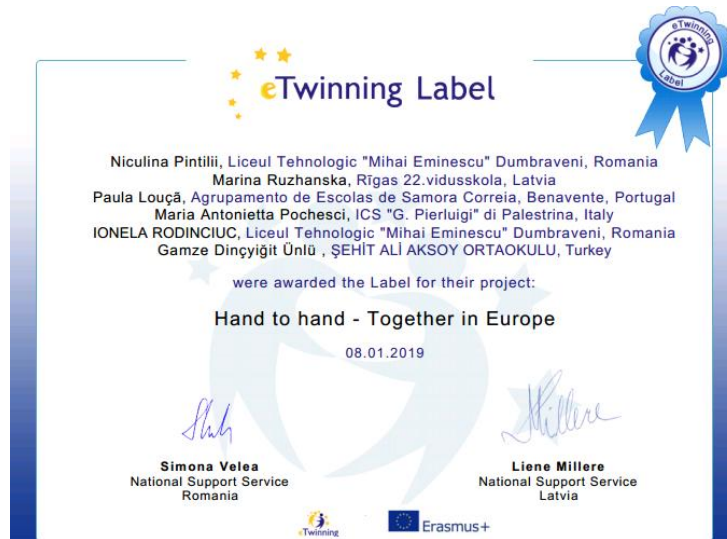 eTwinning
Label
eTwinning Label
Niculina Pintilii, Liceul Tehnologic "Mihai Eminescu" Dumbraveni, Romania
Marina Ruzhanska, Rīgas 22.vidusskola, Latvia
Paula Louçã, Agrupamento de Escolas de Samora Correia, Benavente, Portugal
Maria Antonietta Pochesci, ICS "G. Pierluigi" di Palestrina, Italy
IONELA RODINCIUC, Liceul Tehnologic "Mihai Eminescu" Dumbraveni, Romania
Gamze Dinçyiğit Ünlü , ŞEHİT ALİ AKSOY ORTAOKULU, Turkey
were awarded the Label for their project:
Hand to hand - Together in Europe
08.01.2019
Simona Velea
National Support Service
Romania
Liene Millere
National Support Service
Latvia
eTwinning
Erasmus+